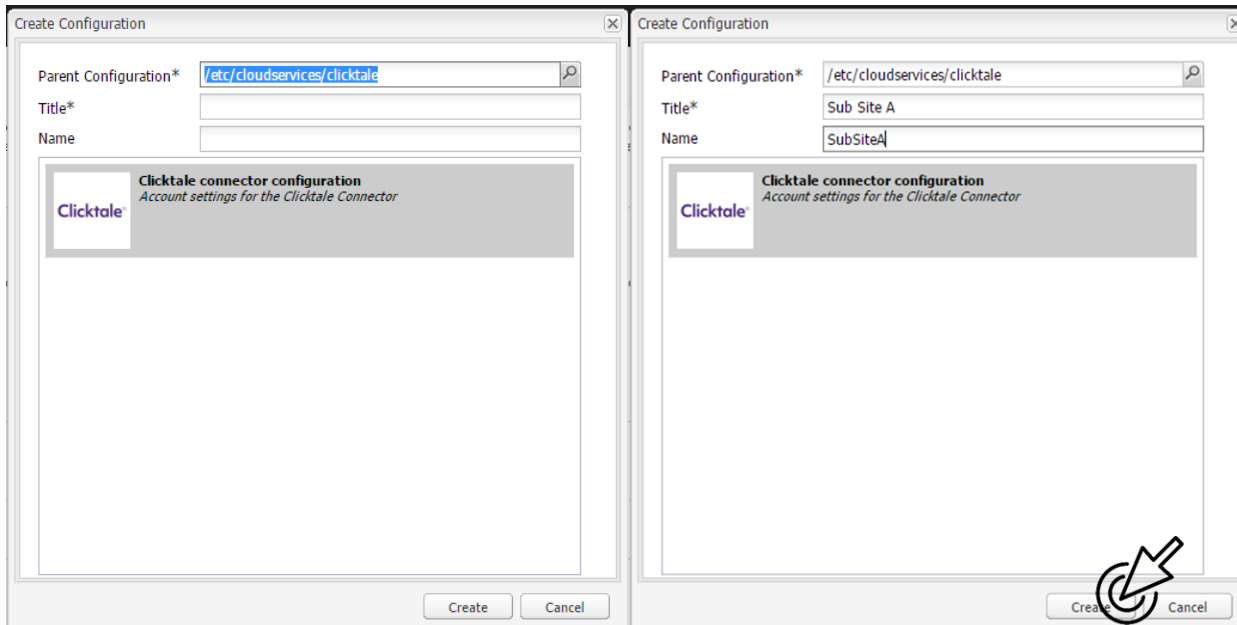 Create Configuration
Parent Configuration* /etc/cloudservices/clicktale
Title*
Name
Clicktale® Clicktale connector configuration
Account settings for the Clicktale Connector
Create Cancel
Create Configuration
Parent Configuration* /etc/cloudservices/clicktale
Title* Sub Site A
Name SubSiteA
Clicktale® Clicktale connector configuration
Account settings for the Clicktale Connector
Create Cancel